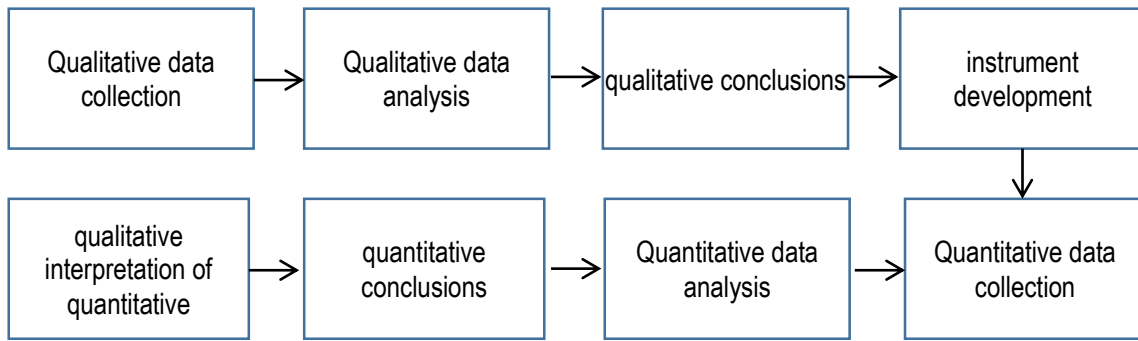 Qualitative data
collection
Qualitative data
analysis
qualitative conclusions
instrument
development
qualitative
interpretation of
quantitative
quantitative
conclusions
Quantitative data
analysis
Quantitative data
collection